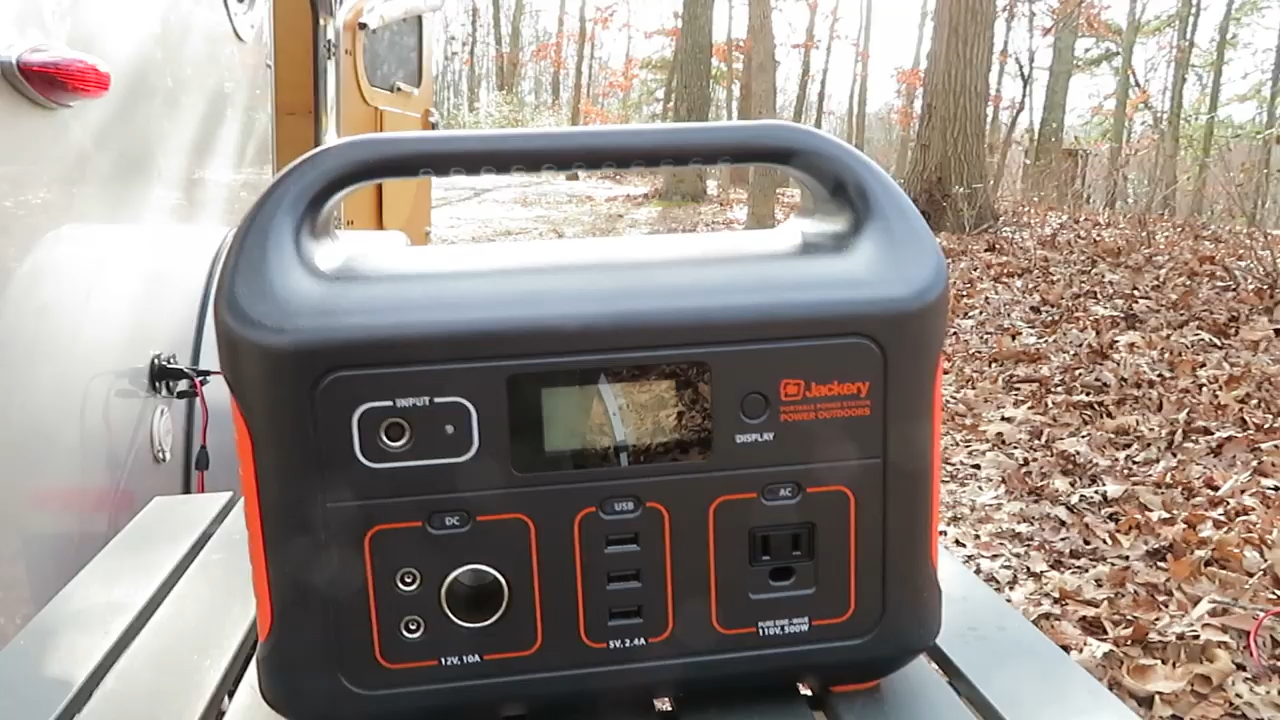 INPUT
Jackery
PORTABLE POWER STATION
POWER OUTDOORS
DISPLAY
DC
USB
AC
12V, 10A
5V, 2.4A
PURE SINE-WAVE
110V, 500W